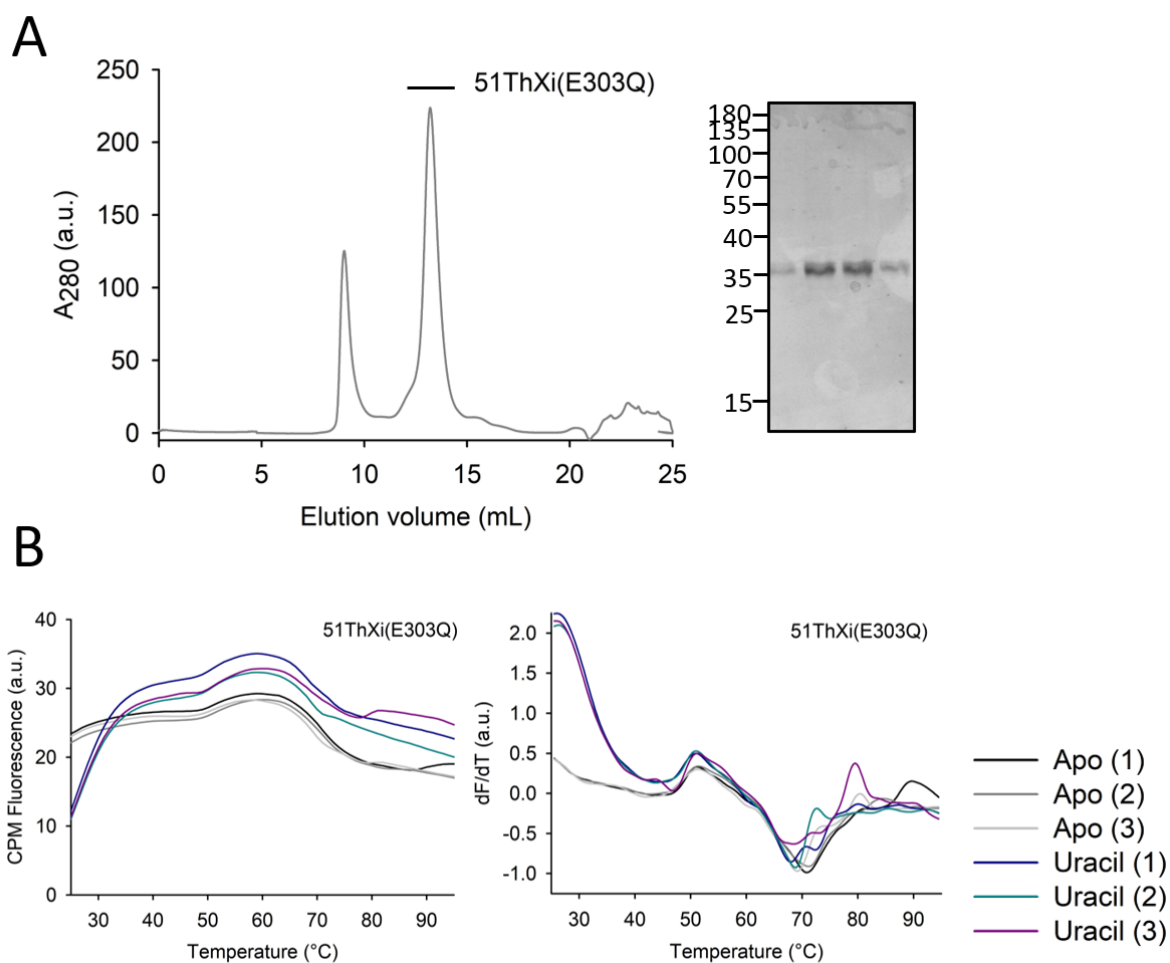 A
250
200
150
100
50
0
A280 (a.u.)
51ThXi(E303Q)
0 5 10 15 20 25
Elution volume (mL)
180
135
100
70
55
40
35
25
15
B
40
30
20
10
0
CPM Fluorescence (a.u.)
51ThXi(E303Q)
30 40 50 60 70 80 90
Temperature (°C)
2.0
1.5
1.0
0.5
0.0
-0.5
-1.0
dF/dT (a.u.)
51ThXi(E303Q)
30 40 50 60 70 80 90
Temperature (°C)
Apo (1)
Apo (2)
Apo (3)
Uracil (1)
Uracil (2)
Uracil (3)